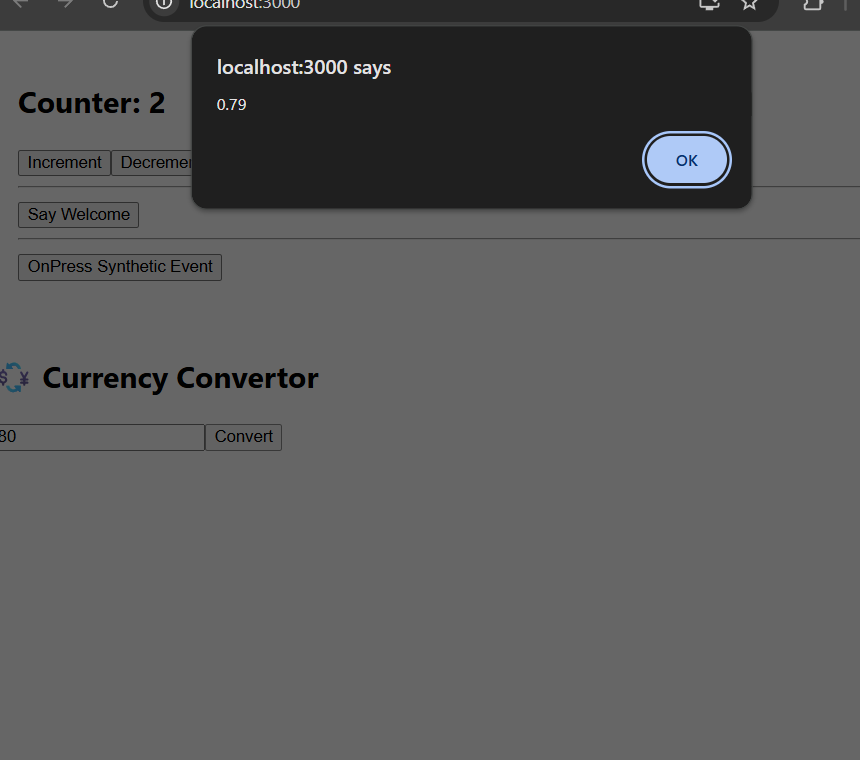 localhost:3000
localhost:3000 says
0.79
OK
Counter: 2
Increment
Say Welcome
OnPress Synthetic Event
Currency Convertor
80
Convert